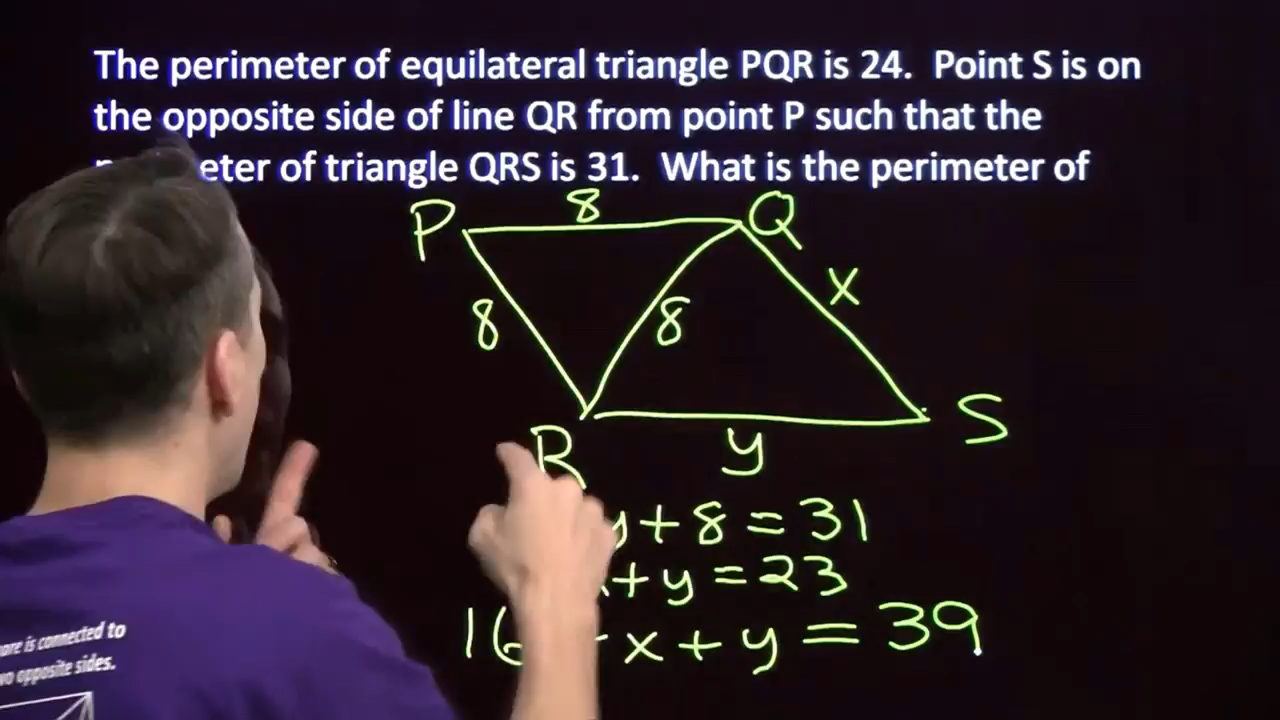 The perimeter of equilateral triangle PQR is 24. Point S is on
the opposite side of line QR from point P such that the
of triangle QRS is 31. What is the perimeter of
P 8 Q
x
8 8
S
R y
y + 8 = 31
+ y = 23
16 x + y = 39
is connected to
opposite sides.